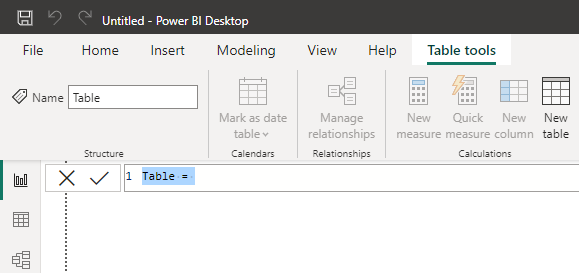 Untitled - Power BI Desktop
File Home Insert Modeling View Help Table tools
Name Table
Mark as date table
Manage relationships
New measure
Quick measure
New column
New table
Structure Calendars Relationships Calculations
1 Table =